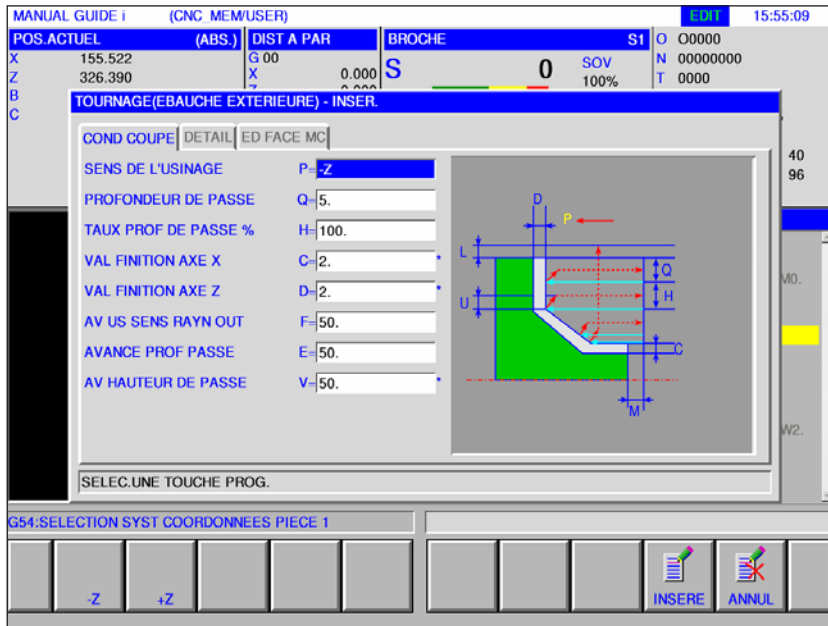 MANUAL GUIDE i (CNC_MEM/USER) EDIT 15:55:09
POS.ACTUEL (ABS.) DIST A PAR BROCHE S1 O O0000
X 155.522 G 00 N 00000000
Z 326.390 X 0.000 S 0 SOV 100% T 0000
B
C
TOURNAGE(EBAUCHE EXTERIEURE) - INSER.
COND COUPE DETAIL ED FACE MC
SENS DE L'USINAGE P= -Z
PROFONDEUR DE PASSE Q= 5.
TAUX PROF DE PASSE % H= 100.
VAL FINITION AXE X C= 2. *
VAL FINITION AXE Z D= 2. *
AV US SENS RAYN OUT F= 50.
AVANCE PROF PASSE E= 50.
AV HAUTEUR DE PASSE V= 50. *
D
P
L
Q
U
H
C
M
40
96
M0.
W2.
SELEC.UNE TOUCHE PROG.
G54:SELECTION SYST COORDONNEES PIECE 1
-Z +Z INSERE ANNUL